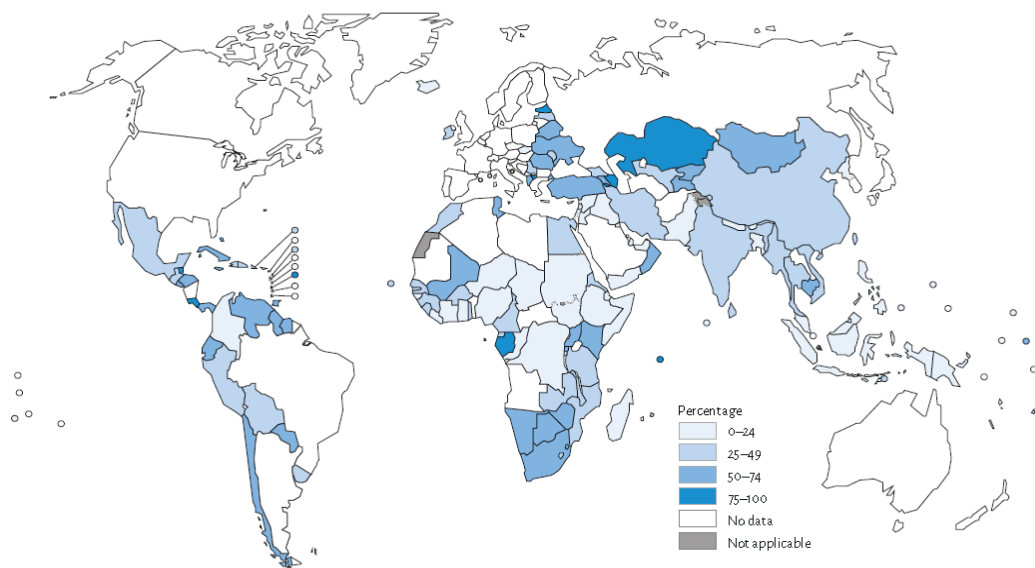 Percentage
0–24
25–49
50–74
75–100
No data
Not applicable